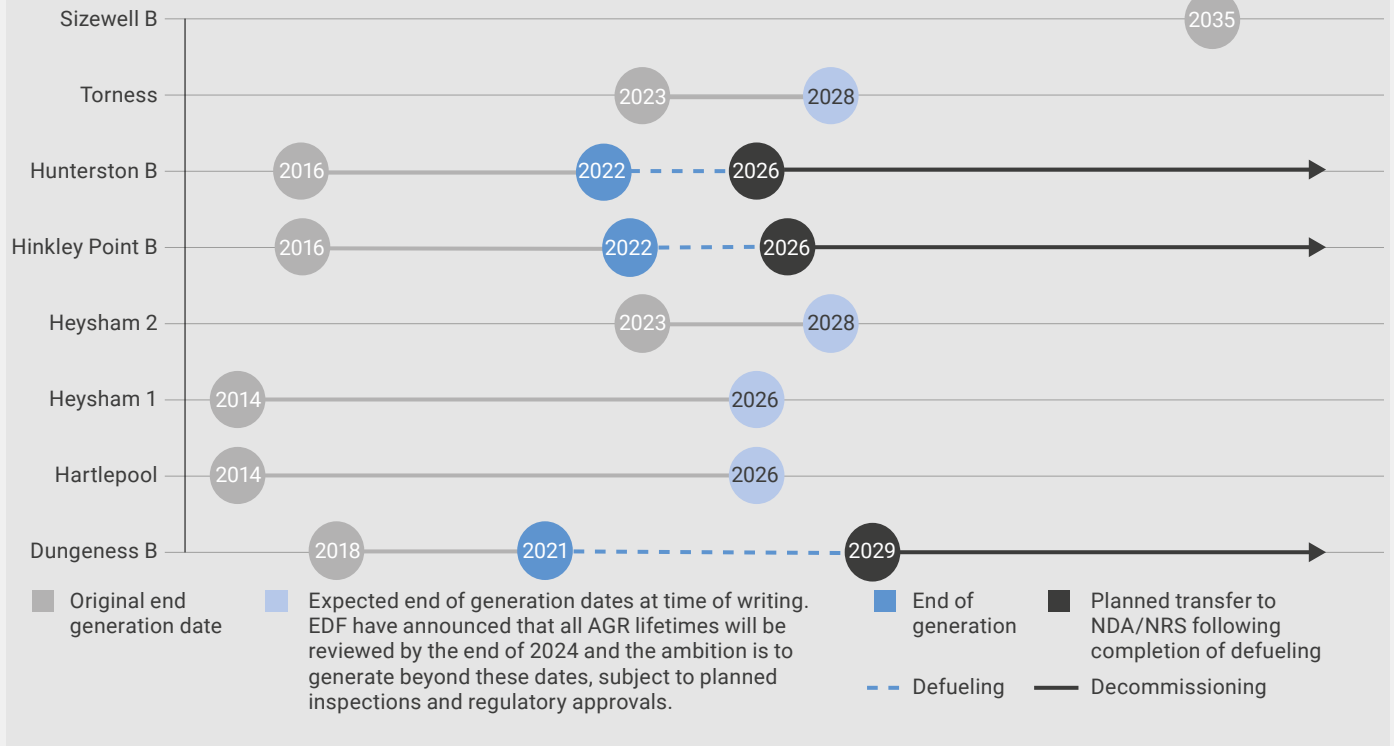 Sizewell B 2035
Torness 2023 2028
Hunterston B 2016 2022 2026
Hinkley Point B 2016 2022 2026
Heysham 2 2023 2028
Heysham 1 2014 2026
Hartlepool 2014 2026
Dungeness B 2018 2021 2029
Original end
generation date
Expected end of generation dates at time of writing.
EDF have announced that all AGR lifetimes will be
reviewed by the end of 2024 and the ambition is to
generate beyond these dates, subject to planned
inspections and regulatory approvals.
End of
generation
Planned transfer to
NDA/NRS following
completion of defueling
Defueling
Decommissioning